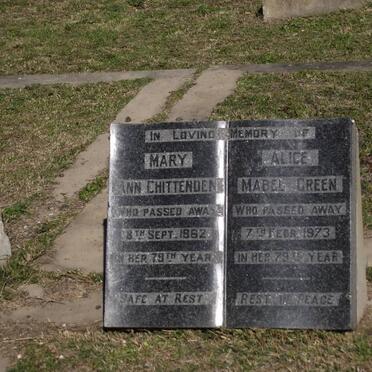 IN LOVING MEMORY OF
MARY
ANN CHITTENDEN
WHO PASSED AWAY
8TH SEPT. 1962
IN HER 79TH YEAR
SAFE AT REST
ALICE
MABEL GREEN
WHO PASSED AWAY
7TH FEBR. 1973
IN HER 79TH YEAR
REST IN PEACE